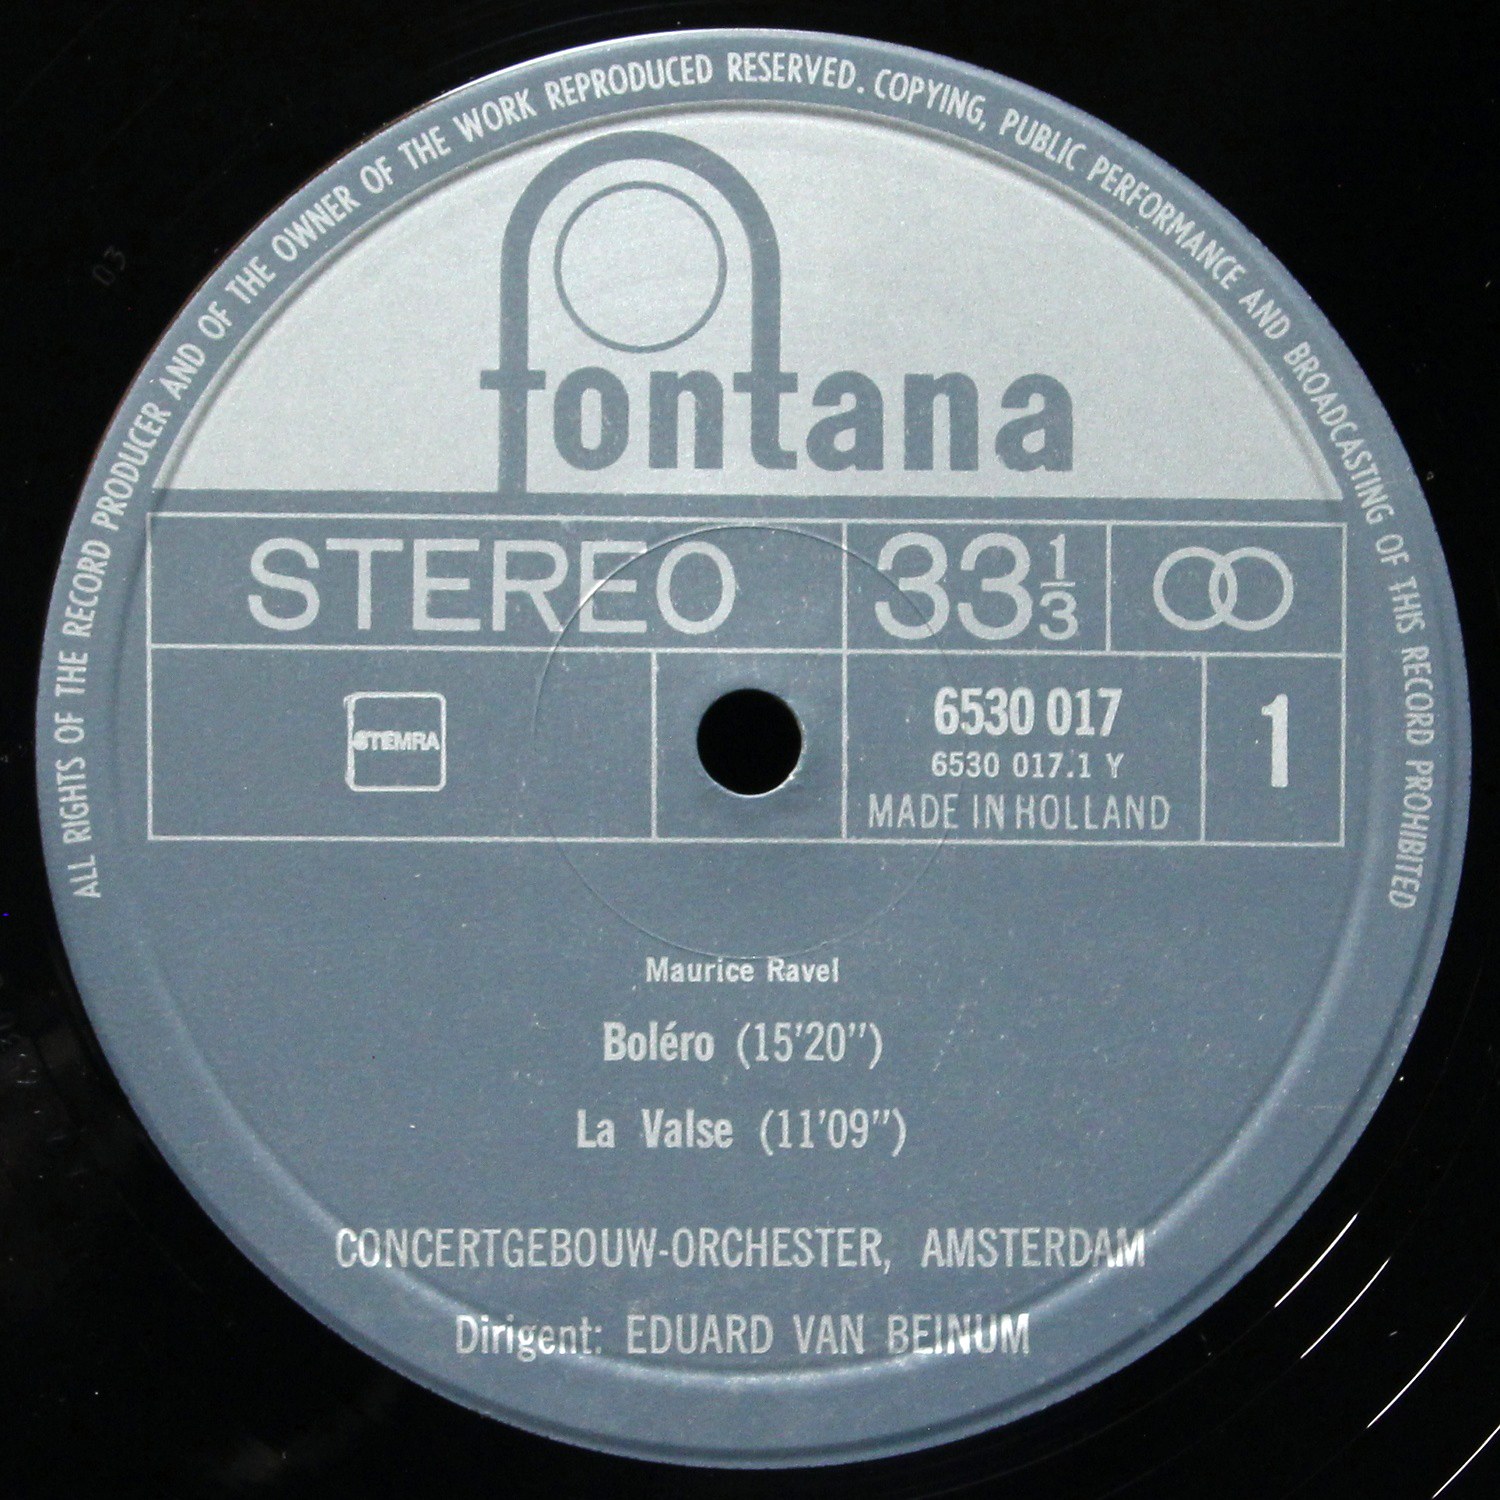 ALL RIGHTS OF THE RECORD PRODUCER AND OF THE OWNER OF THE WORK REPRODUCED RESERVED. COPYING, PUBLIC PERFORMANCE AND BROADCASTING OF THIS RECORD PROHIBITED
fontana
STEREO 33 1/3
STEMRA
6530 017
6530 017.1 Y
MADE IN HOLLAND
1
Maurice Ravel
Boléro (15'20")
La Valse (11'09")
CONCERTGEBOUW-ORCHESTER, AMSTERDAM
Dirigent: EDUARD VAN BEINUM